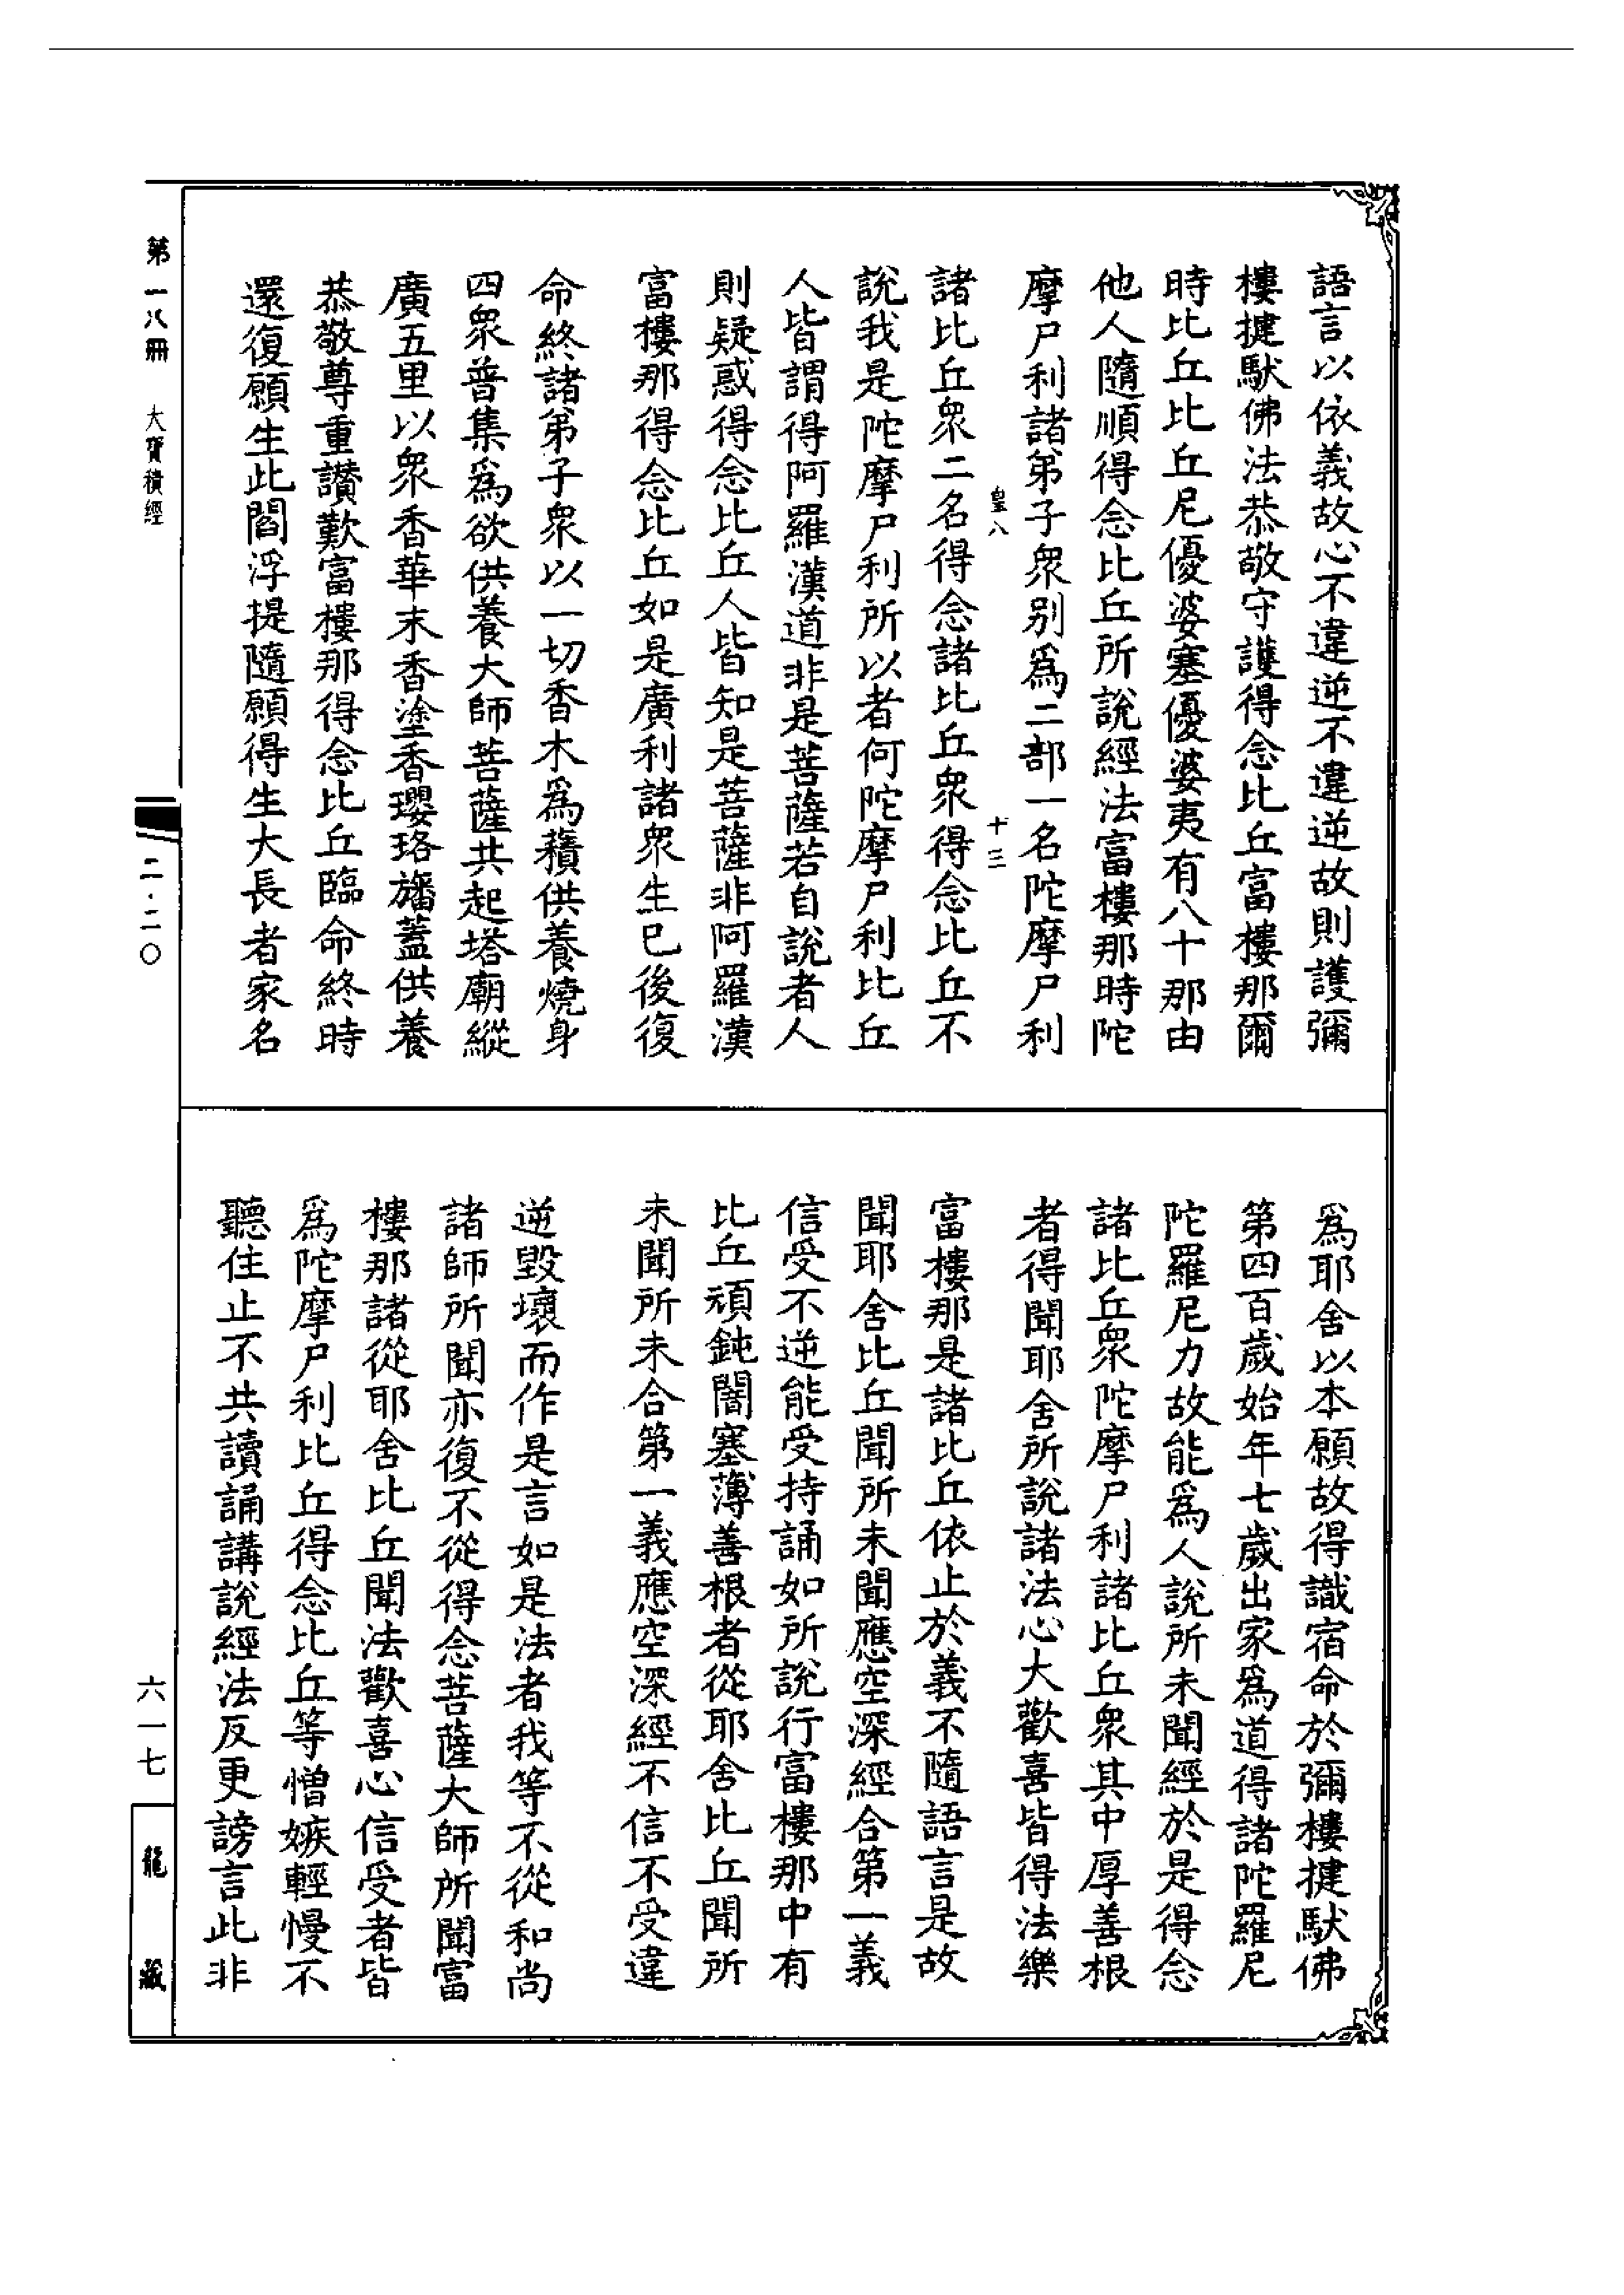 語言以依義故心不違逆不違逆故則護彌
樓揵馱佛法恭敬守護得念比丘富樓那爾
時比丘比丘尼優婆塞優婆夷有八十那由
他人隨順得念比丘所說經法富樓那時陀
摩尸利諸弟子眾別為二部一名陀摩尸利
皇八 十三
諸比丘眾二名得念諸比丘眾得念比丘不
說我是陀摩尸利所以者何陀摩尸利比丘
人皆謂得阿羅漢道非是菩薩若自說者人
則疑惑得念比丘人皆知是菩薩非阿羅漢
富樓那得念比丘如是廣利諸眾生已後復
命終諸弟子眾以一切香木為𧂐供養燒身
四眾普集為欲供養大師菩薩共起塔廟縱
廣五里以眾香華末香塗香瓔珞旛蓋供養
恭敬尊重讚歎富樓那得念比丘臨命終時
還復願生此閻浮提隨願得生大長者家名
為耶舍以本願故得識宿命於彌樓揵馱佛
第四百歲始年七歲出家為道得諸陀羅尼
陀羅尼力故能為人說所未聞經於是得念
諸比丘眾陀摩尸利諸比丘眾其中厚善根
者得聞耶舍所說諸法心大歡喜皆得法樂
富樓那是諸比丘依止於義不隨語言是故
聞耶舍比丘聞所未聞應空深經合第一義
信受不逆能受持誦如所說行富樓那中有
比丘頑鈍闇塞薄善根者從耶舍比丘聞所
未聞所未合第一義應空深經不信不受違
逆毀壞而作是言如是法者我等不從和尚
諸師所聞亦復不從得念菩薩大師所聞富
樓那諸從耶舍比丘聞法歡喜心信受者皆
為陀摩尸利比丘得念比丘等憎嫉輕慢不
聽住止不共讀誦講說經法反更謗言此非
第一八冊 大寶積經
二·二〇
六一七
龍藏